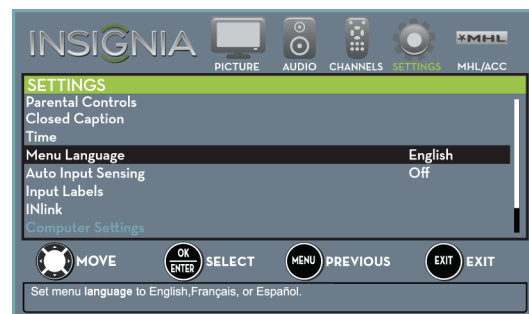 INSIGNIA
PICTURE AUDIO CHANNELS SETTINGS MHL MHL/ACC
SETTINGS
Parental Controls
Closed Caption
Time
Menu Language English
Auto Input Sensing Off
Input Labels
INlink
Computer Settings
MOVE OK ENTER SELECT MENU PREVIOUS EXIT EXIT
Set menu language to English,Français, or Español.